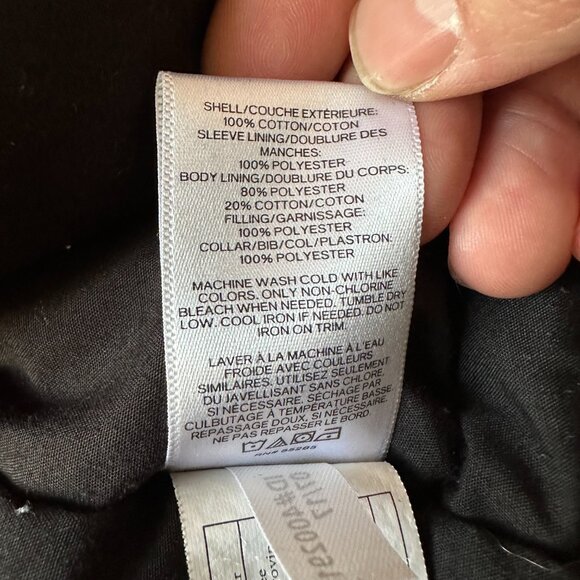 SHELL/COUCHE EXTÉRIEURE:
100% COTTON/COTON
SLEEVE LINING/DOUBLURE DES
MANCHES:
100% POLYESTER
BODY LINING/DOUBLURE DU CORPS:
80% POLYESTER
20% COTTON/COTON
FILLING/GARNISSAGE:
100% POLYESTER
COLLAR/BIB/COL/PLASTRON:
100% POLYESTER
MACHINE WASH COLD WITH LIKE
COLORS. ONLY NON-CHLORINE
BLEACH WHEN NEEDED. TUMBLE DRY
LOW. COOL IRON IF NEEDED. DO NOT
IRON ON TRIM.
LAVER À LA MACHINE À L'EAU
FROIDE AVEC COULEURS
SIMILAIRES. UTILISEZ SEULEMENT
DU JAVELLISANT SANS CHLORE,
SI NÉCESSAIRE. SÉCHAGE PAR
CULBUTAGE À TEMPÉRATURE BASSE
REPASSAGE DOUX. SI NÉCESSAIRE.
NE PAS REPASSER LE BORD
RN# 55285